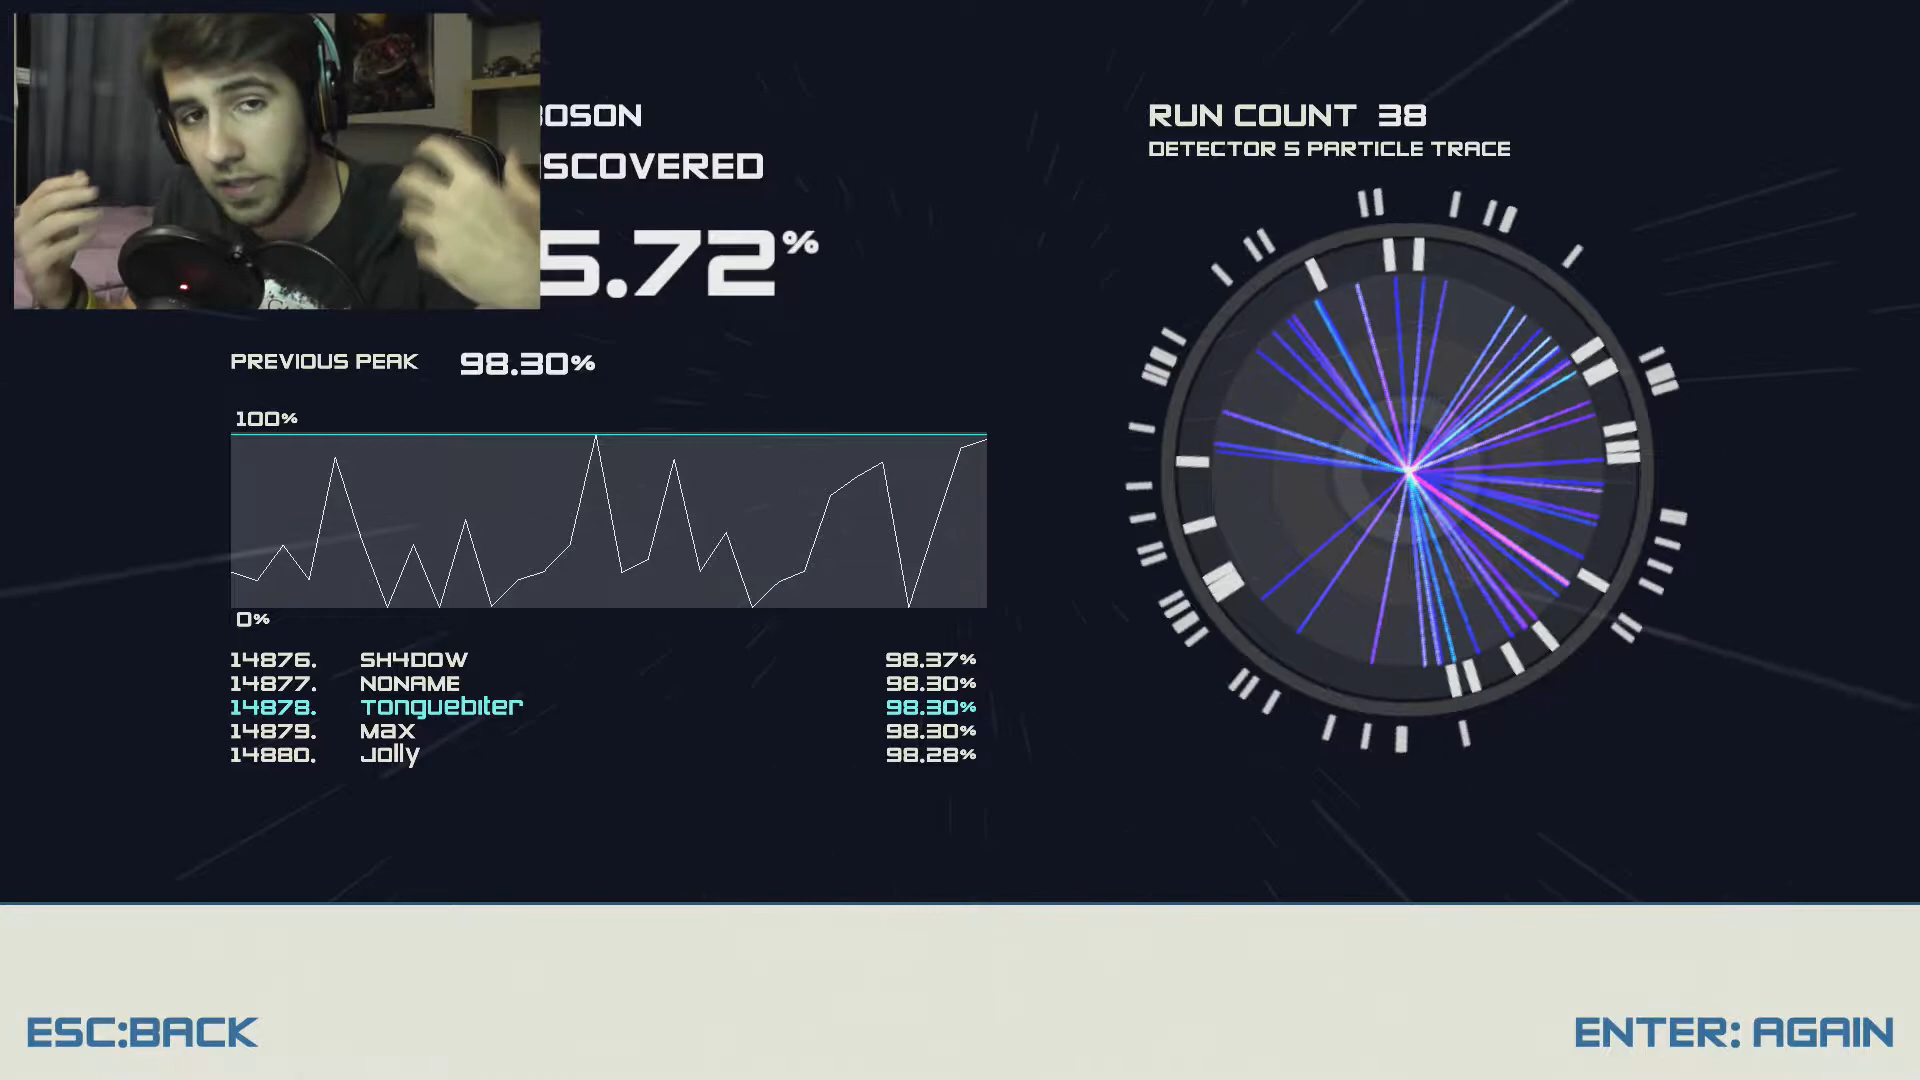 OSON
SCOVERED
5.72%
PREVIOUS PEAK 98.30%
100%
0%
14876. SH4DOW 98.37%
14877. NONAME 98.30%
14878. Tonguebiter 98.30%
14879. Max 98.30%
14880. Jolly 98.28%
RUN COUNT 38
DETECTOR 5 PARTICLE TRACE
ESC:BACK
ENTER: AGAIN